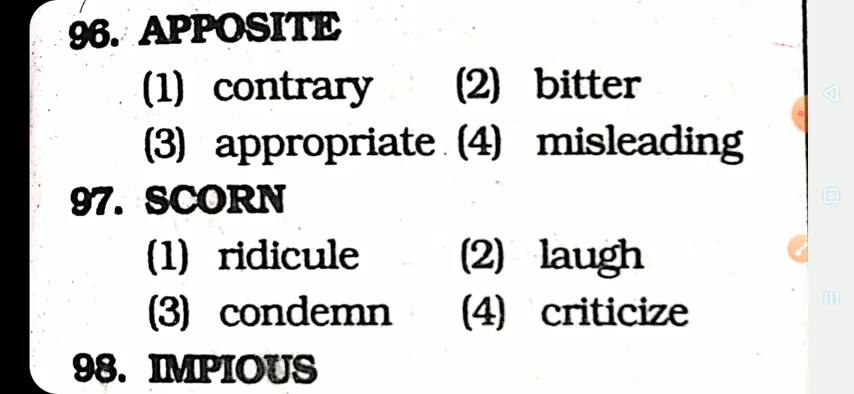 96. APPOSITE
(1) contrary (2) bitter
(3) appropriate (4) misleading
97. SCORN
(1) ridicule (2) laugh
(3) condemn (4) criticize
98. IMPIOUS